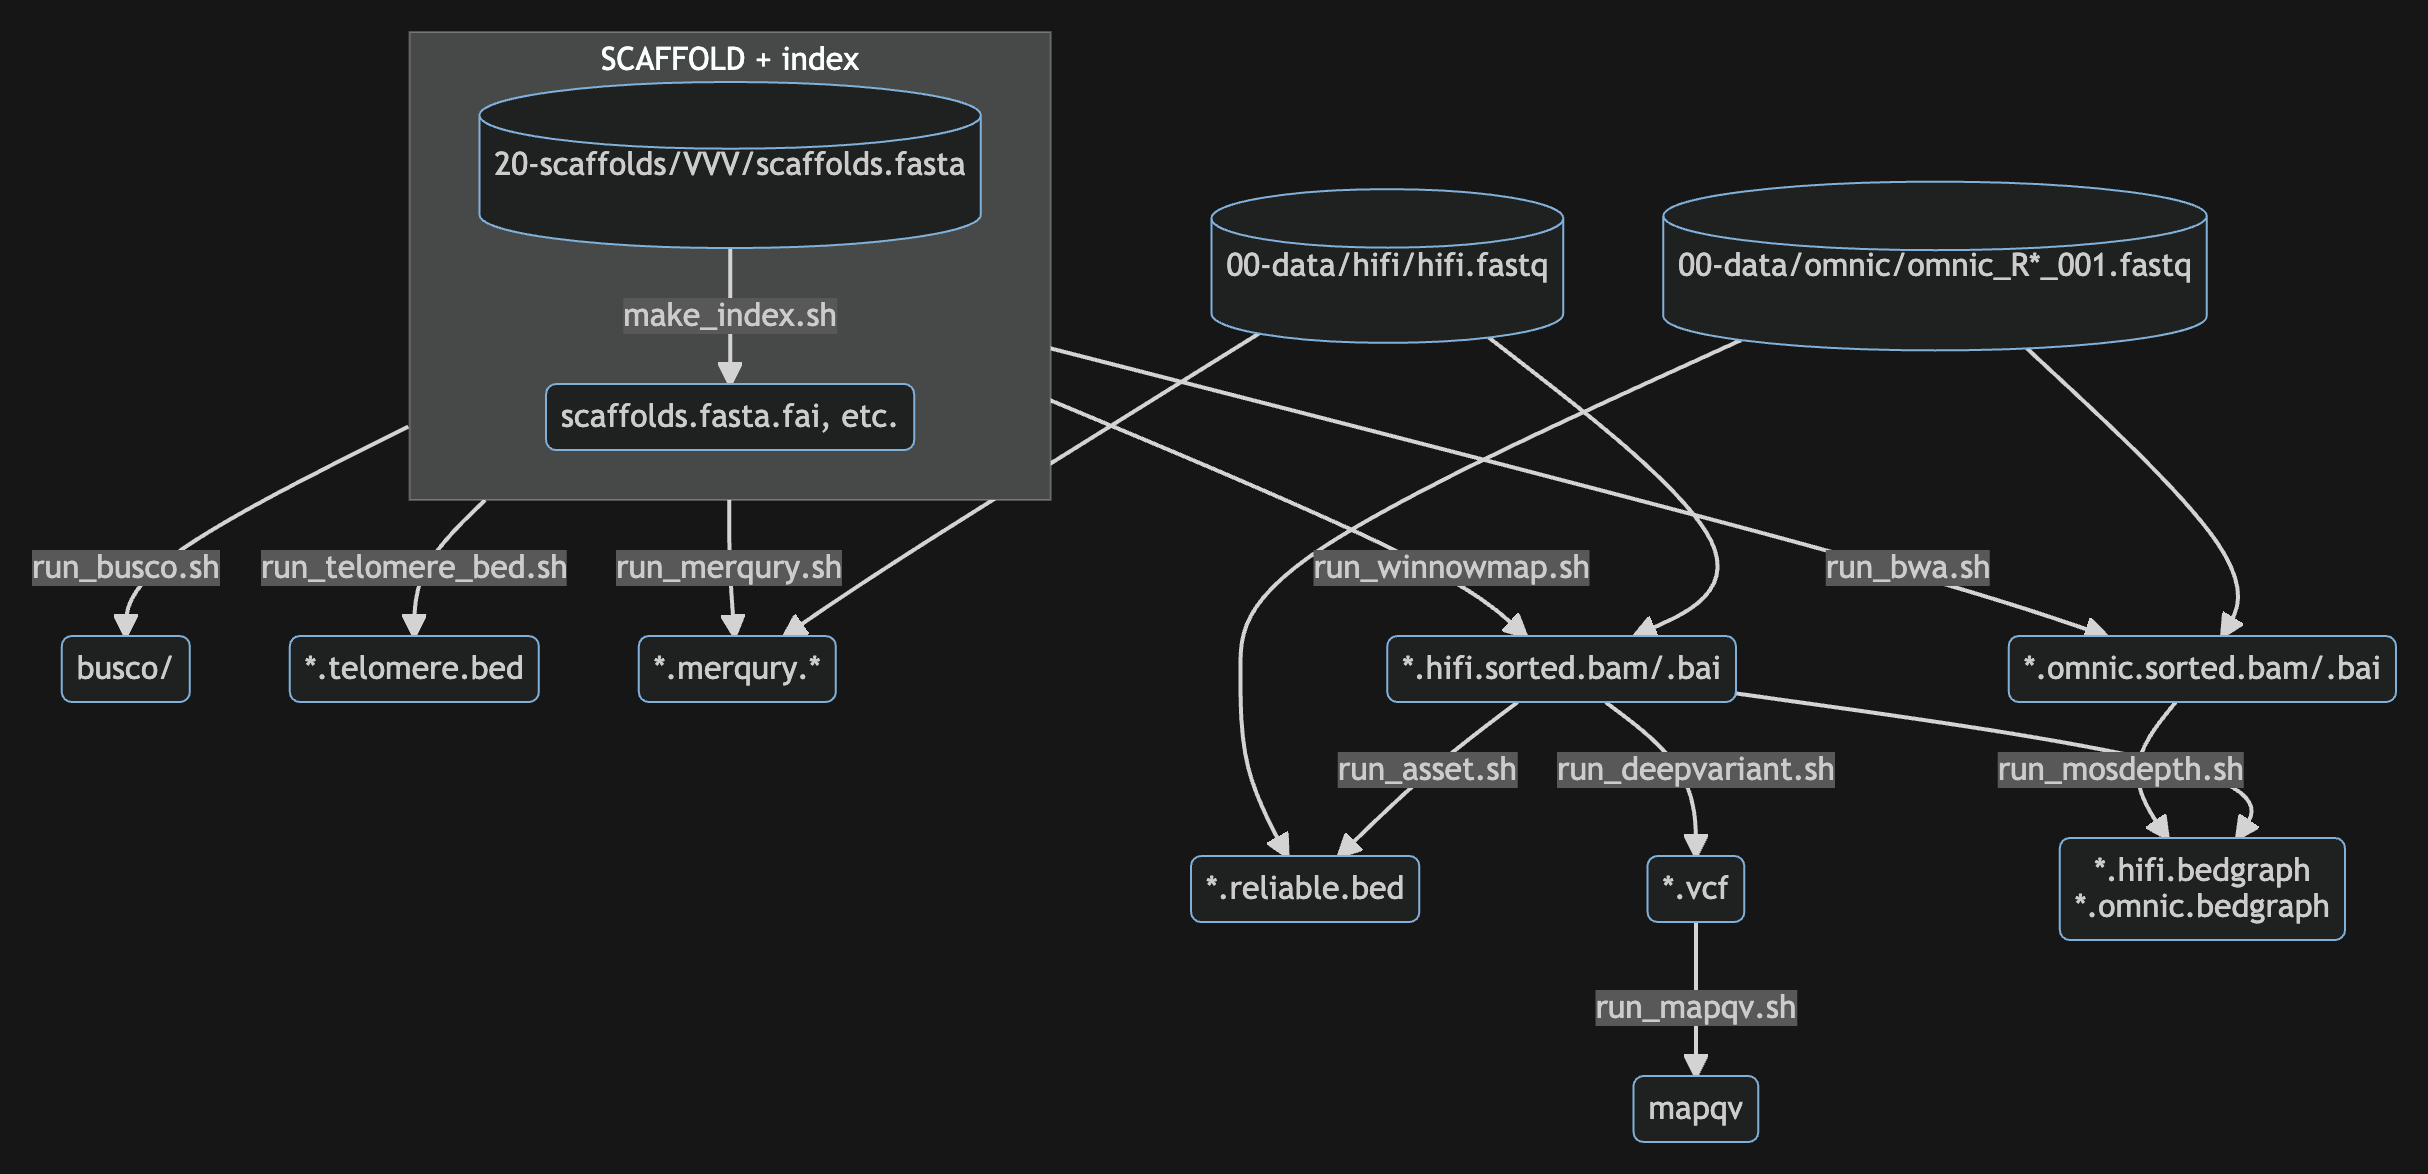 SCAFFOLD + index
20-scaffolds/VVV/scaffolds.fasta
00-data/hifi/hifi.fastq
00-data/omnic/omnic_R*_001.fastq
make_index.sh
scaffolds.fasta.fai, etc.
run_busco.sh
run_telomere_bed.sh
run_merqury.sh
run_winnowmap.sh
run_bwa.sh
busco/
*.telomere.bed
*.merqury.*
*.hifi.sorted.bam/.bai
*.omnic.sorted.bam/.bai
run_asset.sh
run_deepvariant.sh
run_mosdepth.sh
*.reliable.bed
*.vcf
*.hifi.bedgraph
*.omnic.bedgraph
run_mapqv.sh
mapqv